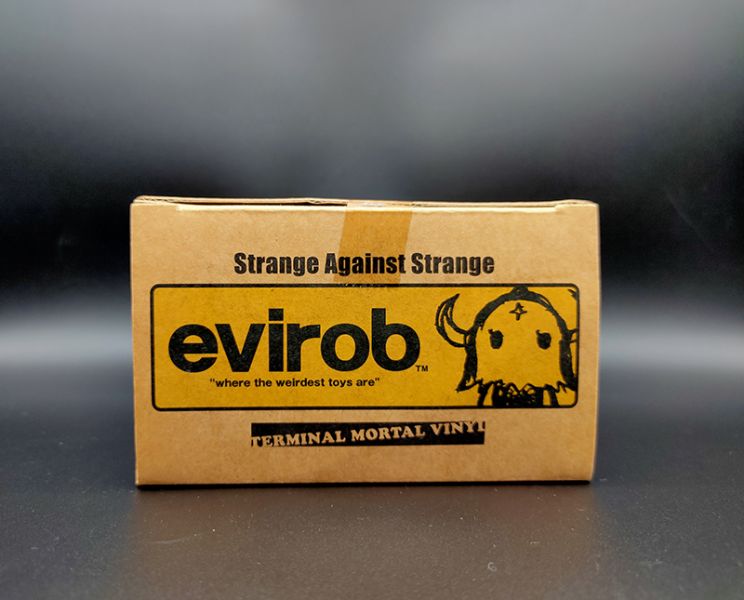 Strange Against Strange
evirob™
"where the weirdest toys are"
TERMINAL MORTAL VINYL